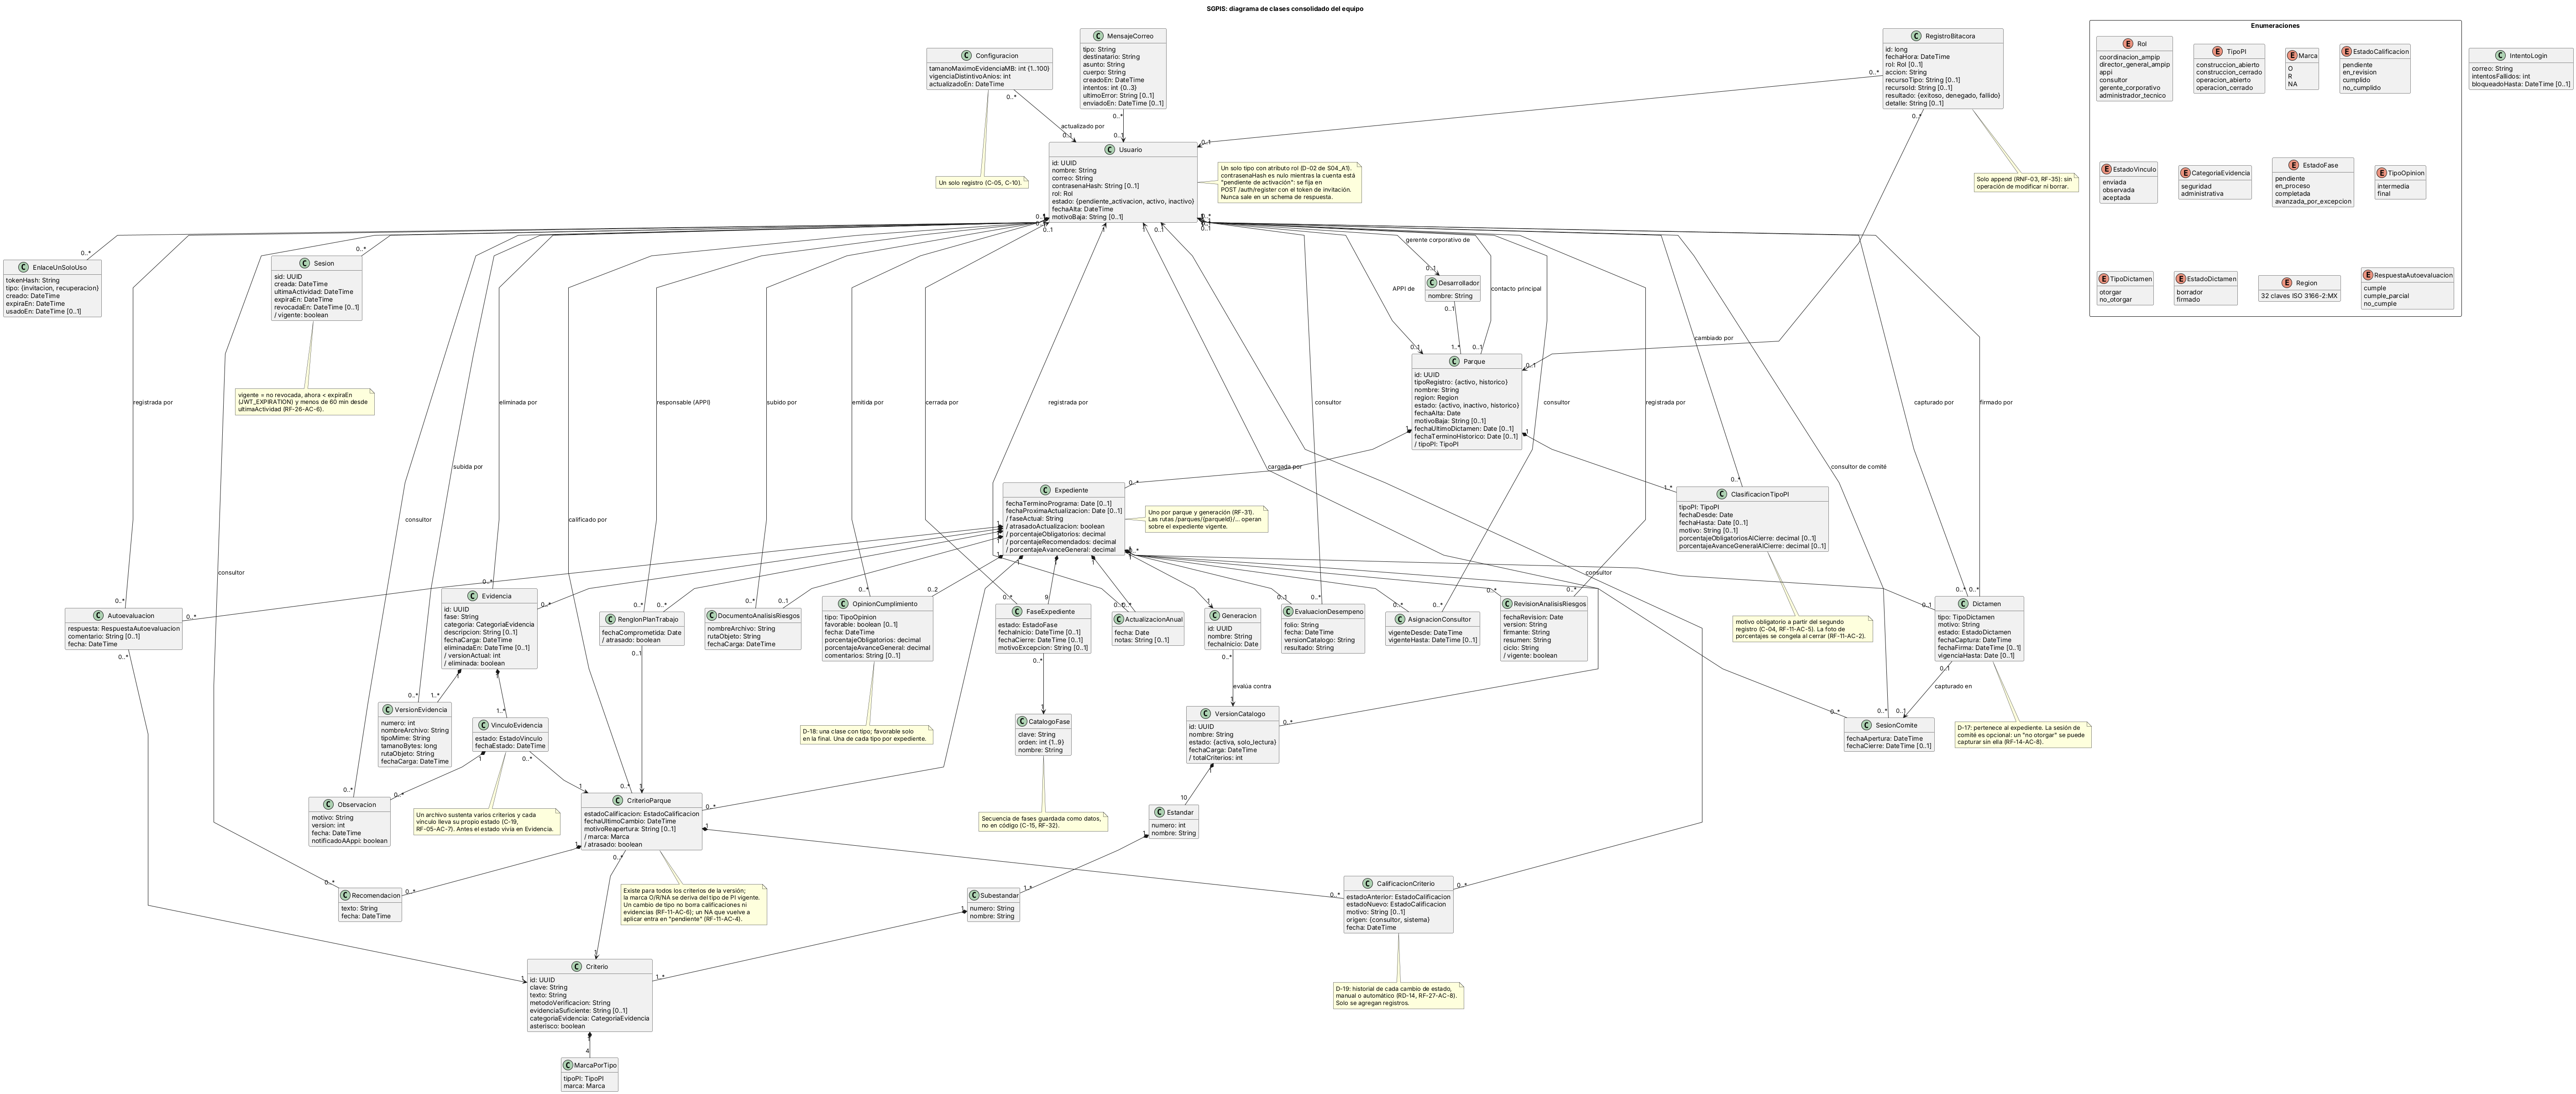 SGPIS: diagrama de clases consolidado del equipo
Configuracion
tamanoMaximoEvidenciaMB: int {1..100}
vigenciaDistintivoAnios: int
actualizadoEn: DateTime
MensajeCorreo
tipo: String
destinatario: String
asunto: String
cuerpo: String
creadoEn: DateTime
intentos: int {0..3}
ultimoError: String [0..1]
enviadoEn: DateTime [0..1]
RegistroBitacora
id: long
fechaHora: DateTime
rol: Rol [0..1]
accion: String
recursoTipo: String [0..1]
recursoId: String [0..1]
resultado: {exitoso, denegado, fallido}
detalle: String [0..1]
Enumeraciones
Rol
coordinacion_ampip
director_general_ampip
appi
consultor
gerente_corporativo
administrador_tecnico
TipoPI
construccion_abierto
construccion_cerrado
operacion_abierto
operacion_cerrado
Marca
O
R
NA
EstadoCalificacion
pendiente
en_revision
cumplido
no_cumplido
EstadoVinculo
enviada
observada
aceptada
CategoriaEvidencia
seguridad
administrativa
EstadoFase
pendiente
en_proceso
completada
avanzada_por_excepcion
TipoOpinion
intermedia
final
TipoDictamen
otorgar
no_otorgar
EstadoDictamen
borrador
firmado
Region
32 claves ISO 3166-2:MX
RespuestaAutoevaluacion
cumple
cumple_parcial
no_cumple
IntentoLogin
correo: String
intentosFallidos: int
bloqueadoHasta: DateTime [0..1]
0..*
actualizado por
0..1
0..*
0..1
0..*
0..1
0..*
Un solo registro (C-05, C-10).
Usuario
id: UUID
nombre: String
correo: String
contrasenaHash: String [0..1]
rol: Rol
estado: {pendiente_activacion, activo, inactivo}
fechaAlta: DateTime
motivoBaja: String [0..1]
Un solo tipo con atributo rol (D-02 de S04_A1).
contrasenaHash es nulo mientras la cuenta está
"pendiente de activación": se fija en
POST /auth/register con el token de invitación.
Nunca sale en un schema de respuesta.
Solo append (RNF-03, RF-35): sin
operación de modificar ni borrar.
EnlaceUnSoloUso
tokenHash: String
tipo: {invitacion, recuperacion}
creado: DateTime
expiraEn: DateTime
usadoEn: DateTime [0..1]
Sesion
sid: UUID
creada: DateTime
ultimaActividad: DateTime
expiraEn: DateTime
revocadaEn: DateTime [0..1]
/ vigente: boolean
vigente = no revocada, ahora < expiraEn
(JWT_EXPIRATION) y menos de 60 min desde
ultimaActividad (RF-26-AC-6).
gerente corporativo de
0..1
Desarrollador
nombre: String
0..1
1..*
APPI de
0..1
contacto principal
0..1
Parque
id: UUID
tipoRegistro: {activo, historico}
nombre: String
region: Region
estado: {activo, inactivo, historico}
fechaAlta: Date
motivoBaja: String [0..1]
fechaUltimoDictamen: Date [0..1]
fechaTerminoHistorico: Date [0..1]
/ tipoPI: TipoPI
0..1
registrada por
eliminada por
responsable (APPI)
subido por
emitida por
cerrada por
registrada por
consultor
consultor
registrada por
cambiado por
capturado por
firmado por
subida por
cargada por
consultor de comité
consultor
calificado por
consultor
consultor
Expediente
fechaTerminoPrograma: Date [0..1]
fechaProximaActualizacion: Date [0..1]
/ faseActual: String
/ atrasadoActualizacion: boolean
/ porcentajeObligatorios: decimal
/ porcentajeRecomendados: decimal
/ porcentajeAvanceGeneral: decimal
Uno por parque y generación (RF-31).
Las rutas /parques/{parqueId}/... operan
sobre el expediente vigente.
ClasificacionTipoPI
tipoPI: TipoPI
fechaDesde: Date
fechaHasta: Date [0..1]
motivo: String [0..1]
porcentajeObligatoriosAlCierre: decimal [0..1]
porcentajeAvanceGeneralAlCierre: decimal [0..1]
motivo obligatorio a partir del segundo
registro (C-04, RF-11-AC-5). La foto de
porcentajes se congela al cerrar (RF-11-AC-2).
Autoevaluacion
respuesta: RespuestaAutoevaluacion
comentario: String [0..1]
fecha: DateTime
Evidencia
id: UUID
fase: String
categoria: CategoriaEvidencia
descripcion: String [0..1]
fechaCarga: DateTime
eliminadaEn: DateTime [0..1]
/ versionActual: int
/ eliminada: boolean
RenglonPlanTrabajo
fechaComprometida: Date
/ atrasado: boolean
DocumentoAnalisisRiesgos
nombreArchivo: String
rutaObjeto: String
fechaCarga: DateTime
OpinionCumplimiento
tipo: TipoOpinion
favorable: boolean [0..1]
fecha: DateTime
porcentajeObligatorios: decimal
porcentajeAvanceGeneral: decimal
comentarios: String [0..1]
FaseExpediente
estado: EstadoFase
fechaInicio: DateTime [0..1]
fechaCierre: DateTime [0..1]
motivoExcepcion: String [0..1]
ActualizacionAnual
fecha: Date
notas: String [0..1]
Generacion
id: UUID
nombre: String
fechaInicio: Date
EvaluacionDesempeno
folio: String
fecha: DateTime
versionCatalogo: String
resultado: String
AsignacionConsultor
vigenteDesde: DateTime
vigenteHasta: DateTime [0..1]
RevisionAnalisisRiesgos
fechaRevision: Date
version: String
firmante: String
resumen: String
ciclo: String
/ vigente: boolean
Dictamen
tipo: TipoDictamen
motivo: String
estado: EstadoDictamen
fechaCaptura: DateTime
fechaFirma: DateTime [0..1]
vigenciaHasta: Date [0..1]
VersionEvidencia
numero: int
nombreArchivo: String
tipoMime: String
tamanoBytes: long
rutaObjeto: String
fechaCarga: DateTime
VinculoEvidencia
estado: EstadoVinculo
fechaEstado: DateTime
D-18: una clase con tipo; favorable solo
en la final. Una de cada tipo por expediente.
CatalogoFase
clave: String
orden: int {1..9}
nombre: String
evalúa contra
VersionCatalogo
id: UUID
nombre: String
estado: {activa, solo_lectura}
fechaCarga: DateTime
/ totalCriterios: int
capturado en
SesionComite
fechaApertura: DateTime
fechaCierre: DateTime [0..1]
D-17: pertenece al expediente. La sesión de
comité es opcional: un "no otorgar" se puede
capturar sin ella (RF-14-AC-8).
Observacion
motivo: String
version: int
fecha: DateTime
notificadoAAppi: boolean
Un archivo sustenta varios criterios y cada
vínculo lleva su propio estado (C-19,
RF-05-AC-7). Antes el estado vivía en Evidencia.
CriterioParque
estadoCalificacion: EstadoCalificacion
fechaUltimoCambio: DateTime
motivoReapertura: String [0..1]
/ marca: Marca
/ atrasado: boolean
Secuencia de fases guardada como datos,
no en código (C-15, RF-32).
10
Estandar
numero: int
nombre: String
Recomendacion
texto: String
fecha: DateTime
Existe para todos los criterios de la versión;
la marca O/R/NA se deriva del tipo de PI vigente.
Un cambio de tipo no borra calificaciones ni
evidencias (RF-11-AC-6); un NA que vuelve a
aplicar entra en "pendiente" (RF-11-AC-4).
1..*
Subestandar
numero: String
nombre: String
CalificacionCriterio
estadoAnterior: EstadoCalificacion
estadoNuevo: EstadoCalificacion
motivo: String [0..1]
origen: {consultor, sistema}
fecha: DateTime
Criterio
id: UUID
clave: String
texto: String
metodoVerificacion: String
evidenciaSuficiente: String [0..1]
categoriaEvidencia: CategoriaEvidencia
asterisco: boolean
1..*
D-19: historial de cada cambio de estado,
manual o automático (RD-14, RF-27-AC-8).
Solo se agregan registros.
4
MarcaPorTipo
tipoPI: TipoPI
marca: Marca